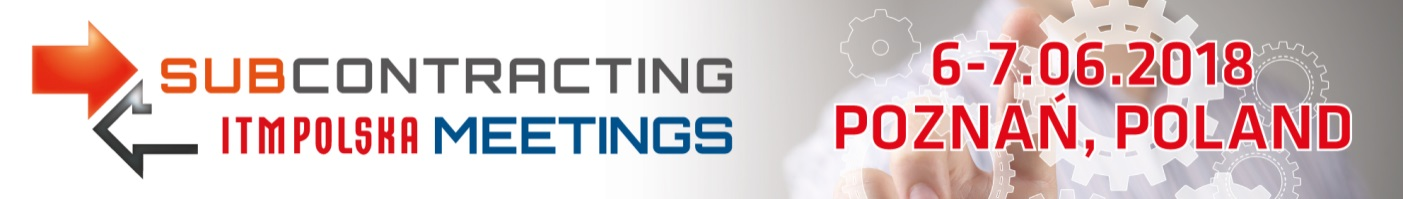 SUBCONTRACTING
ITM POLSKA MEETINGS
6-7.06.2018
POZNAŃ, POLAND